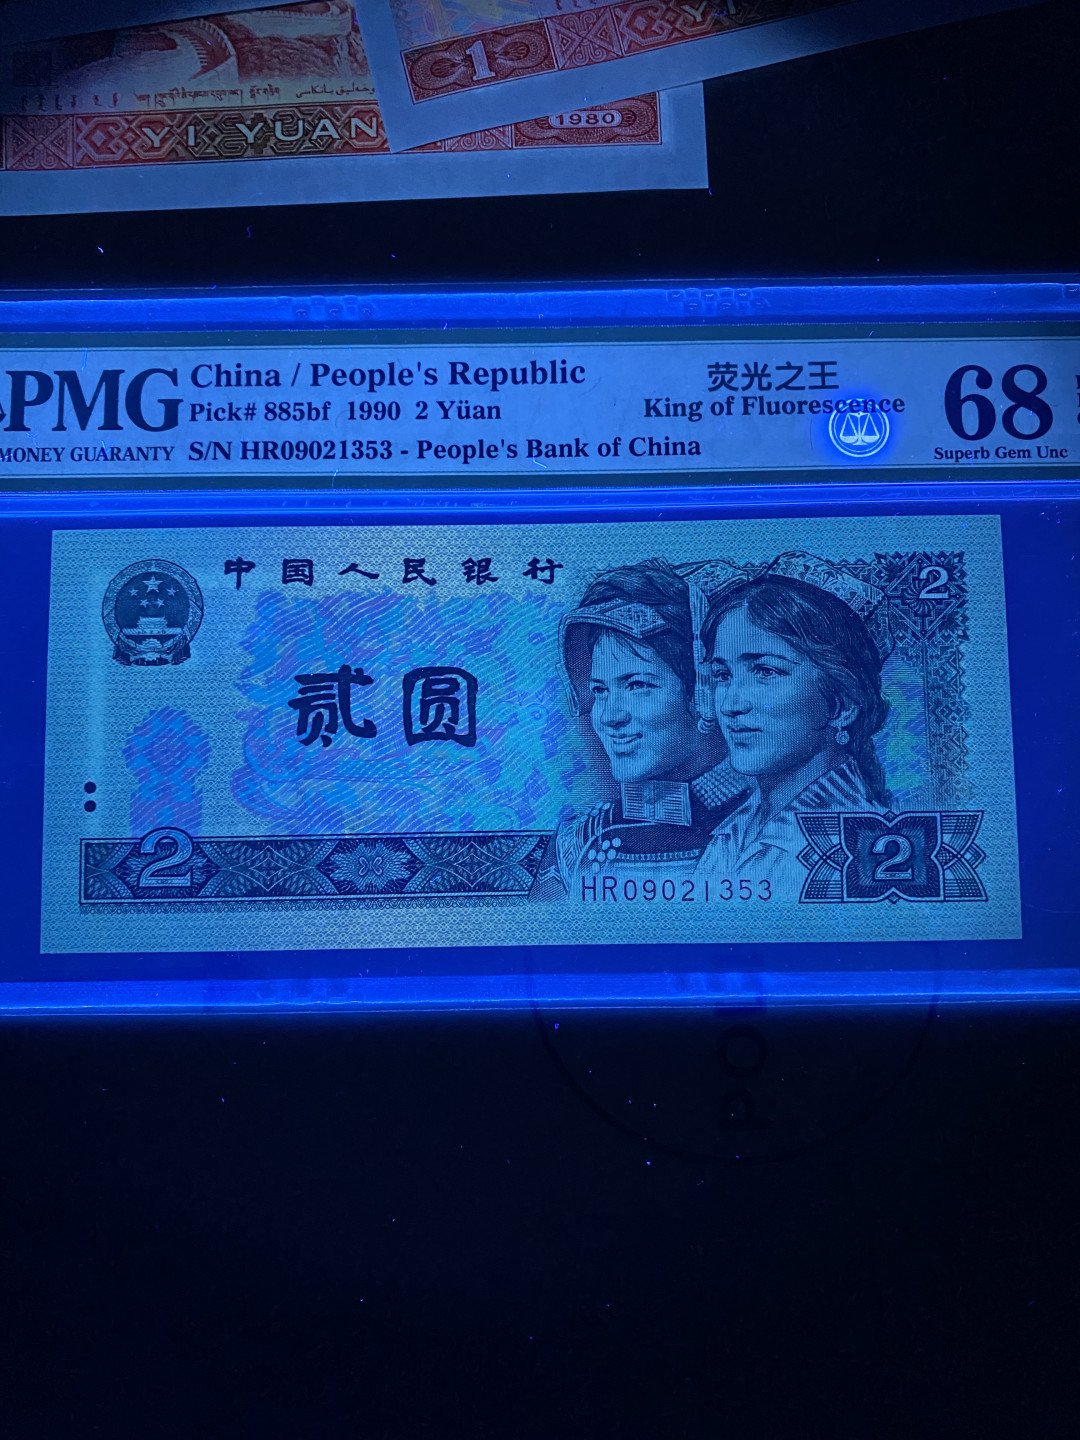 1
YI
YI YUAN
1980
PMG
MONEY GUARANTY
China / People's Republic
Pick# 885bf 1990 2 Yüan
S/N HR09021353 - People's Bank of China
荧光之王
King of Fluorescence
68
Superb Gem Unc
中国人民银行
2
贰圆
2
2
HR09021353